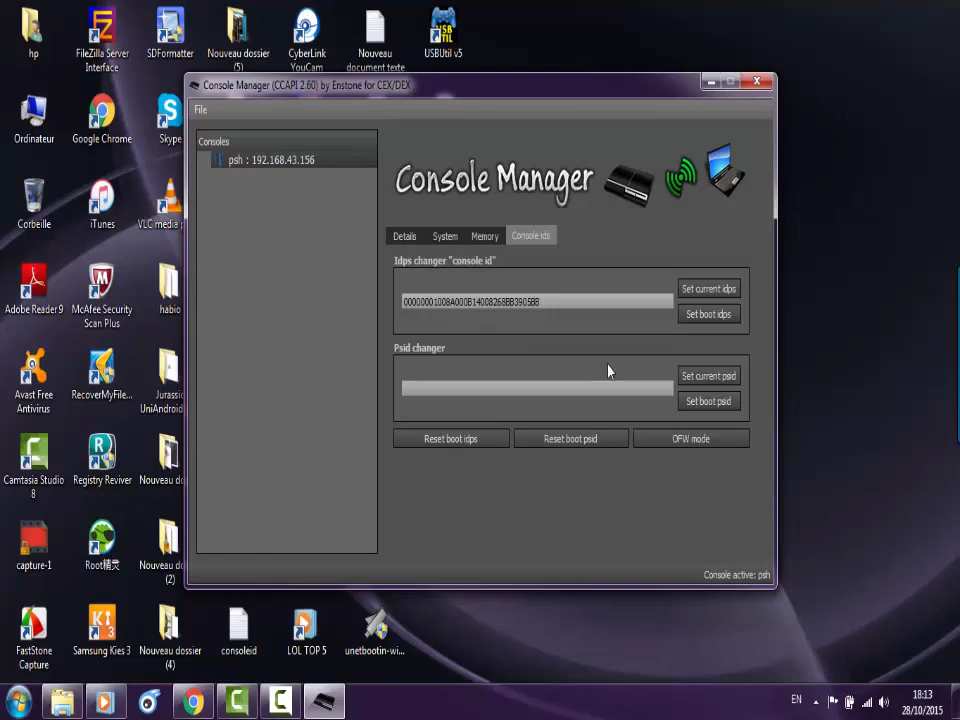 hp
FileZilla Server
Interface
SDFormatter
Nouveau dossier
(5)
CyberLink
YouCam
Nouveau
document texte
USBUtil v5
Console Manager (CCAPI 2.60) by Enstone for CEX/DEX
File
Ordinateur
Google Chrome
Skype
Consoles
psh : 192.168.43.156
Console Manager
Corbeille
iTunes
VLC media p
Details
System
Memory
Console ids
Idps changer "console id"
00000001008A000B14008268BB3905BB
Set current idps
Set boot idps
Adobe Reader 9
McAfee Security
Scan Plus
habio
Psid changer
Set current psid
Set boot psid
Avast Free
Antivirus
RecoverMyFile...
Jurass
UniAndroid
Reset boot idps
Reset boot psid
OFW mode
Camtasia Studio
8
Registry Reviver
Nouveau do
capture-1
Root精灵
Nouveau do
(2)
Console active: psh
FastStone
Capture
Samsung Kies 3
Nouveau dossier
(4)
consoleid
LOL TOP 5
unetbootin-wi...
EN
18:13
28/10/2015